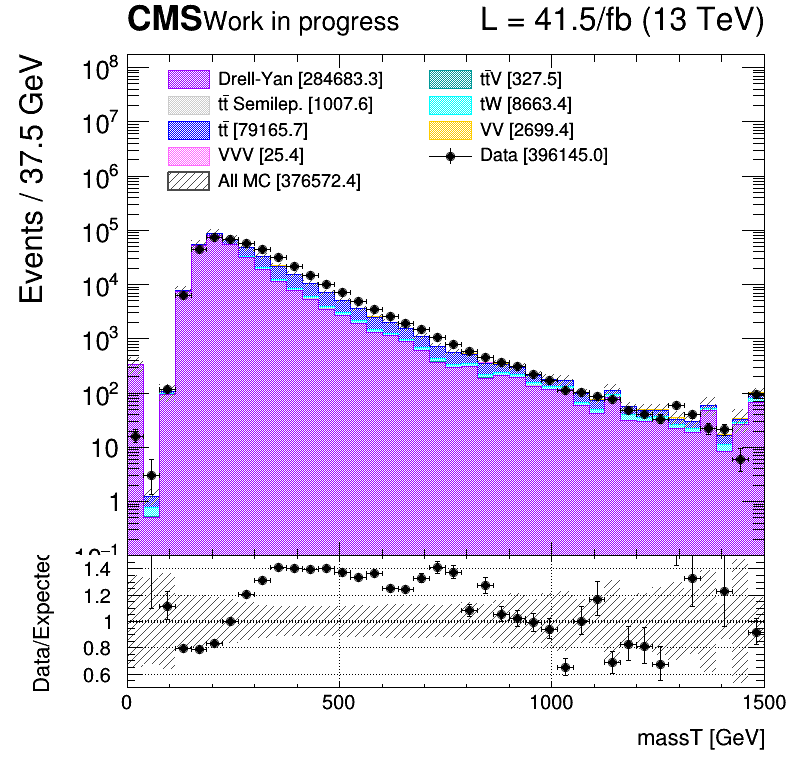 CMS Work in progress L = 41.5/fb (13 TeV)
Events / 37.5 GeV
10⁸
10⁷
10⁶
10⁵
10⁴
10³
10²
10
1
10⁻¹
Drell-Yan [284683.3]
tt̄ Semilep. [1007.6]
tt̄ [79165.7]
VVV [25.4]
All MC [376572.4]
tt̄V [327.5]
tW [8663.4]
VV [2699.4]
Data [396145.0]
Data/Expected
1.4
1.2
1
0.8
0.6
0 500 1000 1500
massT [GeV]